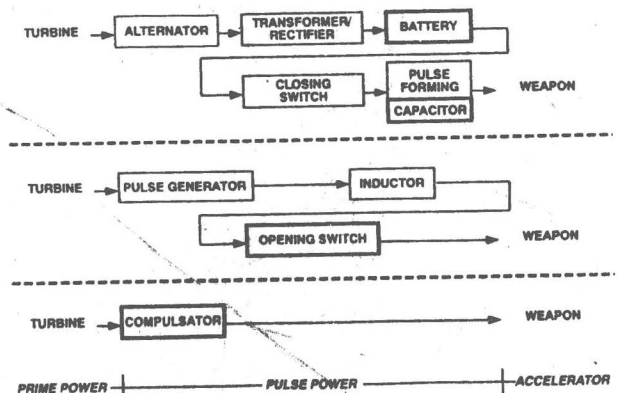 TURBINE ALTERNATOR TRANSFORMER/ RECTIFIER BATTERY
CLOSING SWITCH PULSE FORMING CAPACITOR WEAPON
TURBINE PULSE GENERATOR INDUCTOR
OPENING SWITCH WEAPON
TURBINE COMPULSATOR WEAPON
PRIME POWER PULSE POWER ACCELERATOR